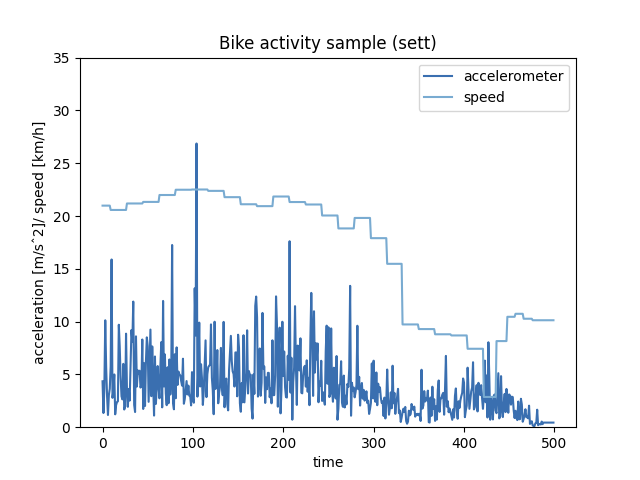 Bike activity sample (sett)
accelerometer
speed
acceleration [m/s^2]/ speed [km/h]
35
30
25
20
15
10
5
0
0 100 200 300 400 500
time